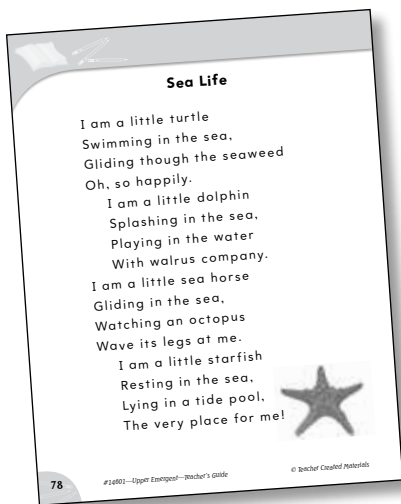 Sea Life
I am a little turtle
Swimming in the sea,
Gliding though the seaweed
Oh, so happily.
I am a little dolphin
Splashing in the sea,
Playing in the water
With walrus company.
I am a little sea horse
Gliding in the sea,
Watching an octopus
Wave its legs at me.
I am a little starfish
Resting in the sea,
Lying in a tide pool,
The very place for me!
78 #14601—Upper Emergent—Teacher's Guide © Teacher Created Materials